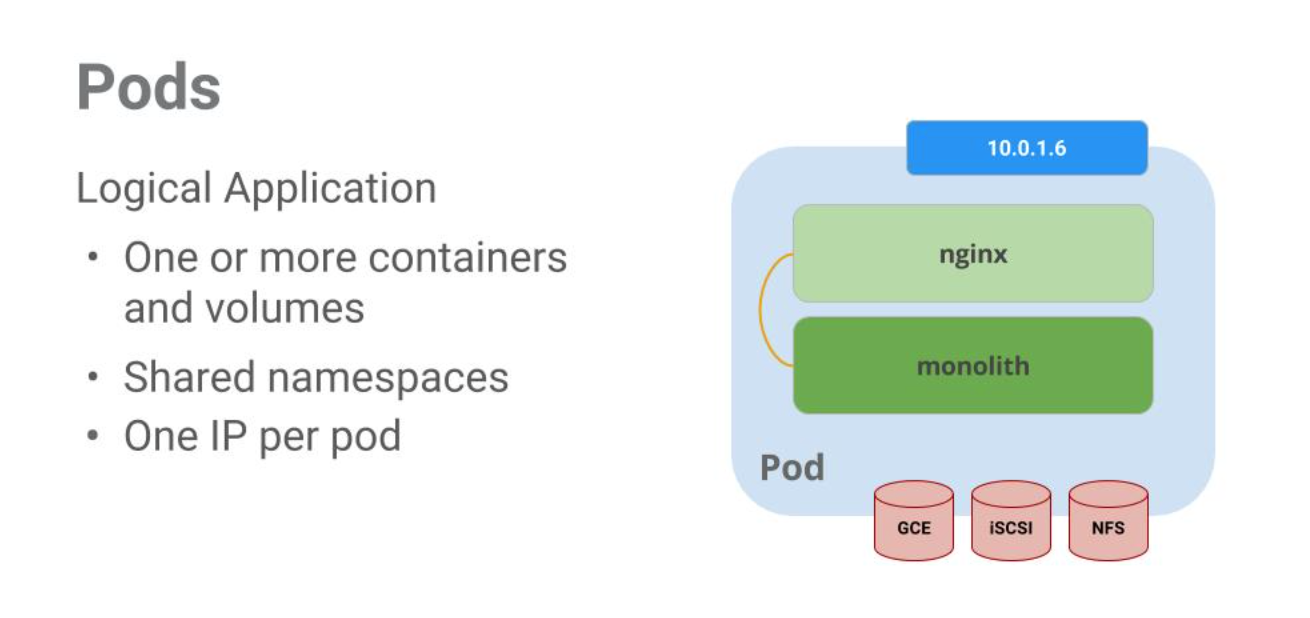 Pods
Logical Application
• One or more containers
and volumes
• Shared namespaces
• One IP per pod
10.0.1.6
nginx
monolith
Pod
GCE
iSCSI
NFS